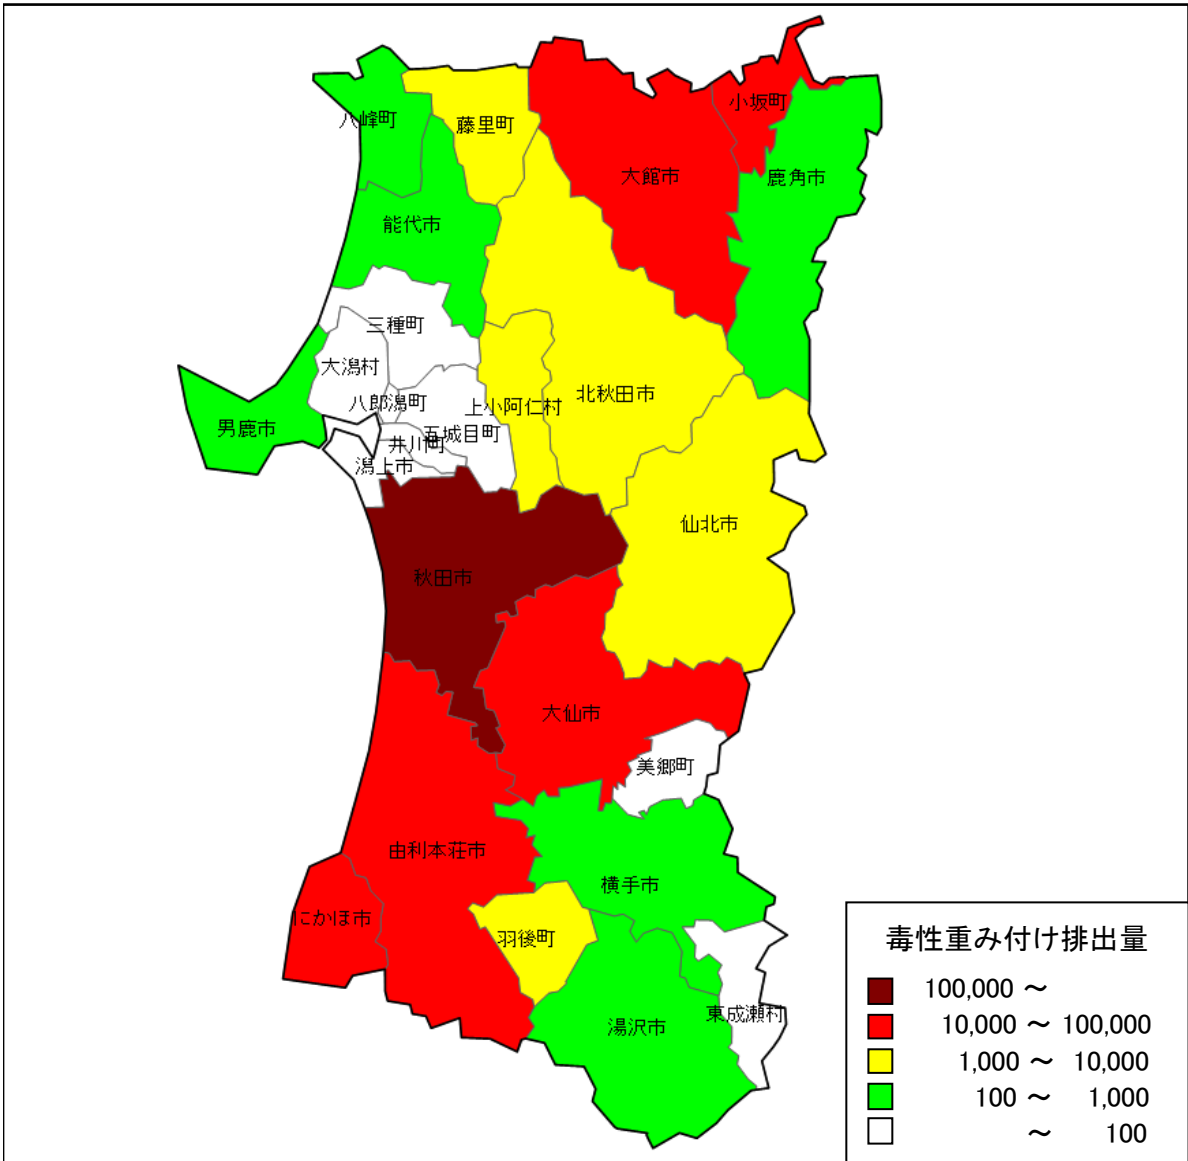 小坂町
八峰町
藤里町
大館市
鹿角市
能代市
三種町
大潟村
北秋田市
八郎潟町
上小阿仁村
男鹿市
五城目町
井川町
潟上市
仙北市
秋田市
大仙市
美郷町
由利本荘市
横手市
にかほ市
羽後町
東成瀬村
湯沢市
毒性重み付け排出量
100,000 ～
10,000 ～ 100,000
1,000 ～ 10,000
100 ～ 1,000
～ 100